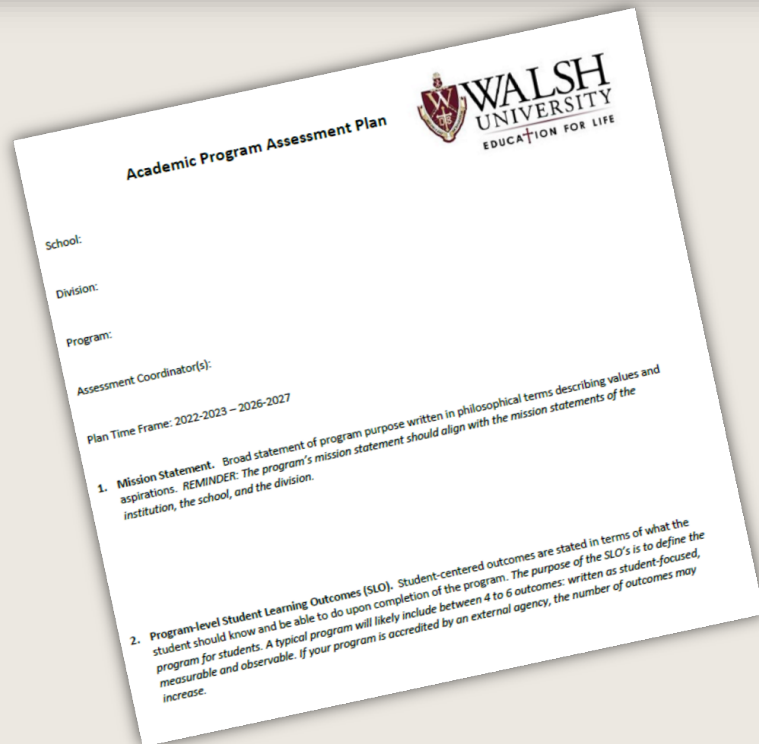 WALSH
UNIVERSITY
EDUCATION FOR LIFE
Academic Program Assessment Plan
School:
Division:
Program:
Assessment Coordinator(s):
Plan Time Frame: 2022-2023 – 2026-2027
1. Mission Statement. Broad statement of program purpose written in philosophical terms describing values and
aspirations. REMINDER: The program's mission statement should align with the mission statements of the
institution, the school, and the division.
2. Program-level Student Learning Outcomes (SLO). Student-centered outcomes are stated in terms of what the
student should know and be able to do upon completion of the program. The purpose of the SLO's is to define the
program for students. A typical program will likely include between 4 to 6 outcomes: written as student-focused,
measurable and observable. If your program is accredited by an external agency, the number of outcomes may
increase.